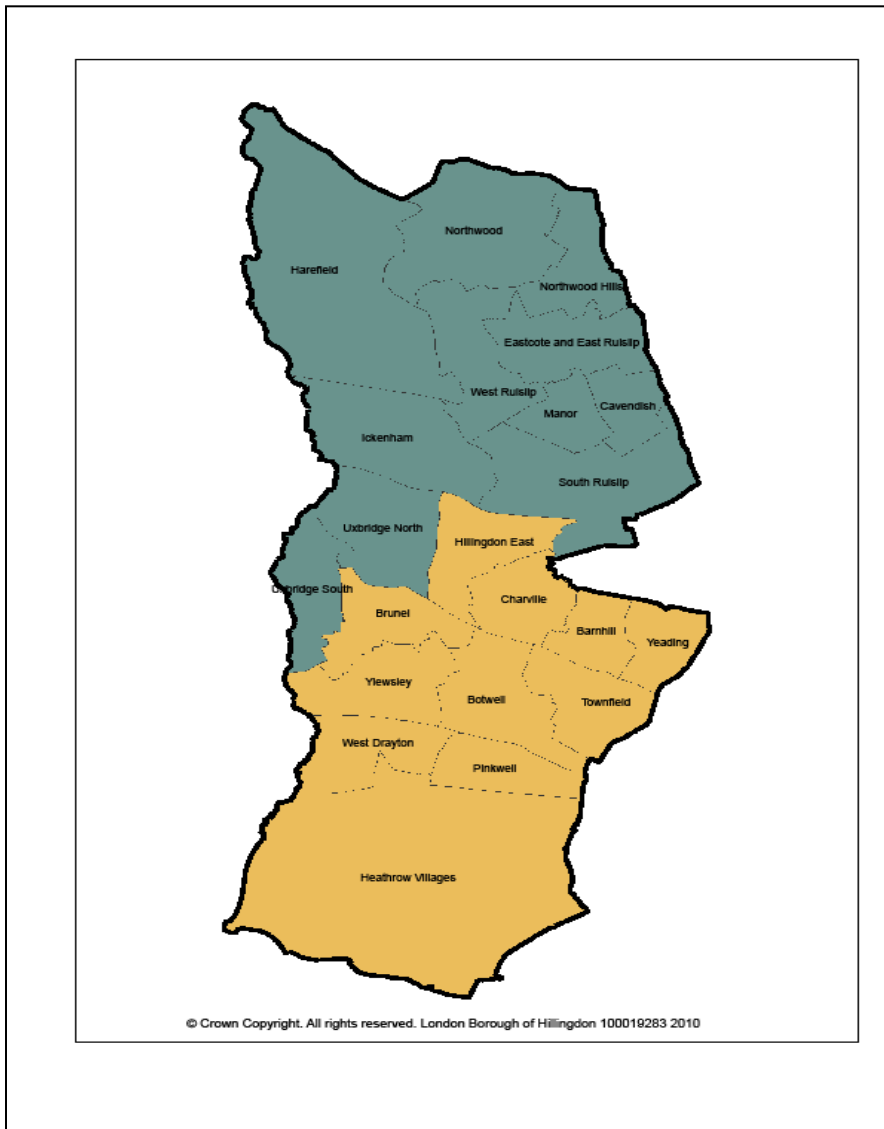 Northwood
Harefield
Northwood Hills
Eastcote and East Ruislip
West Ruislip
Cavendish
Manor
Ickenham
South Ruislip
Uxbridge North
Hillingdon East
Uxbridge South
Charville
Brunel
Barnhill
Yeading
Yiewsley
Botwell
Townfield
West Drayton
Pinkwell
Heathrow Villages
© Crown Copyright. All rights reserved. London Borough of Hillingdon 100019283 2010